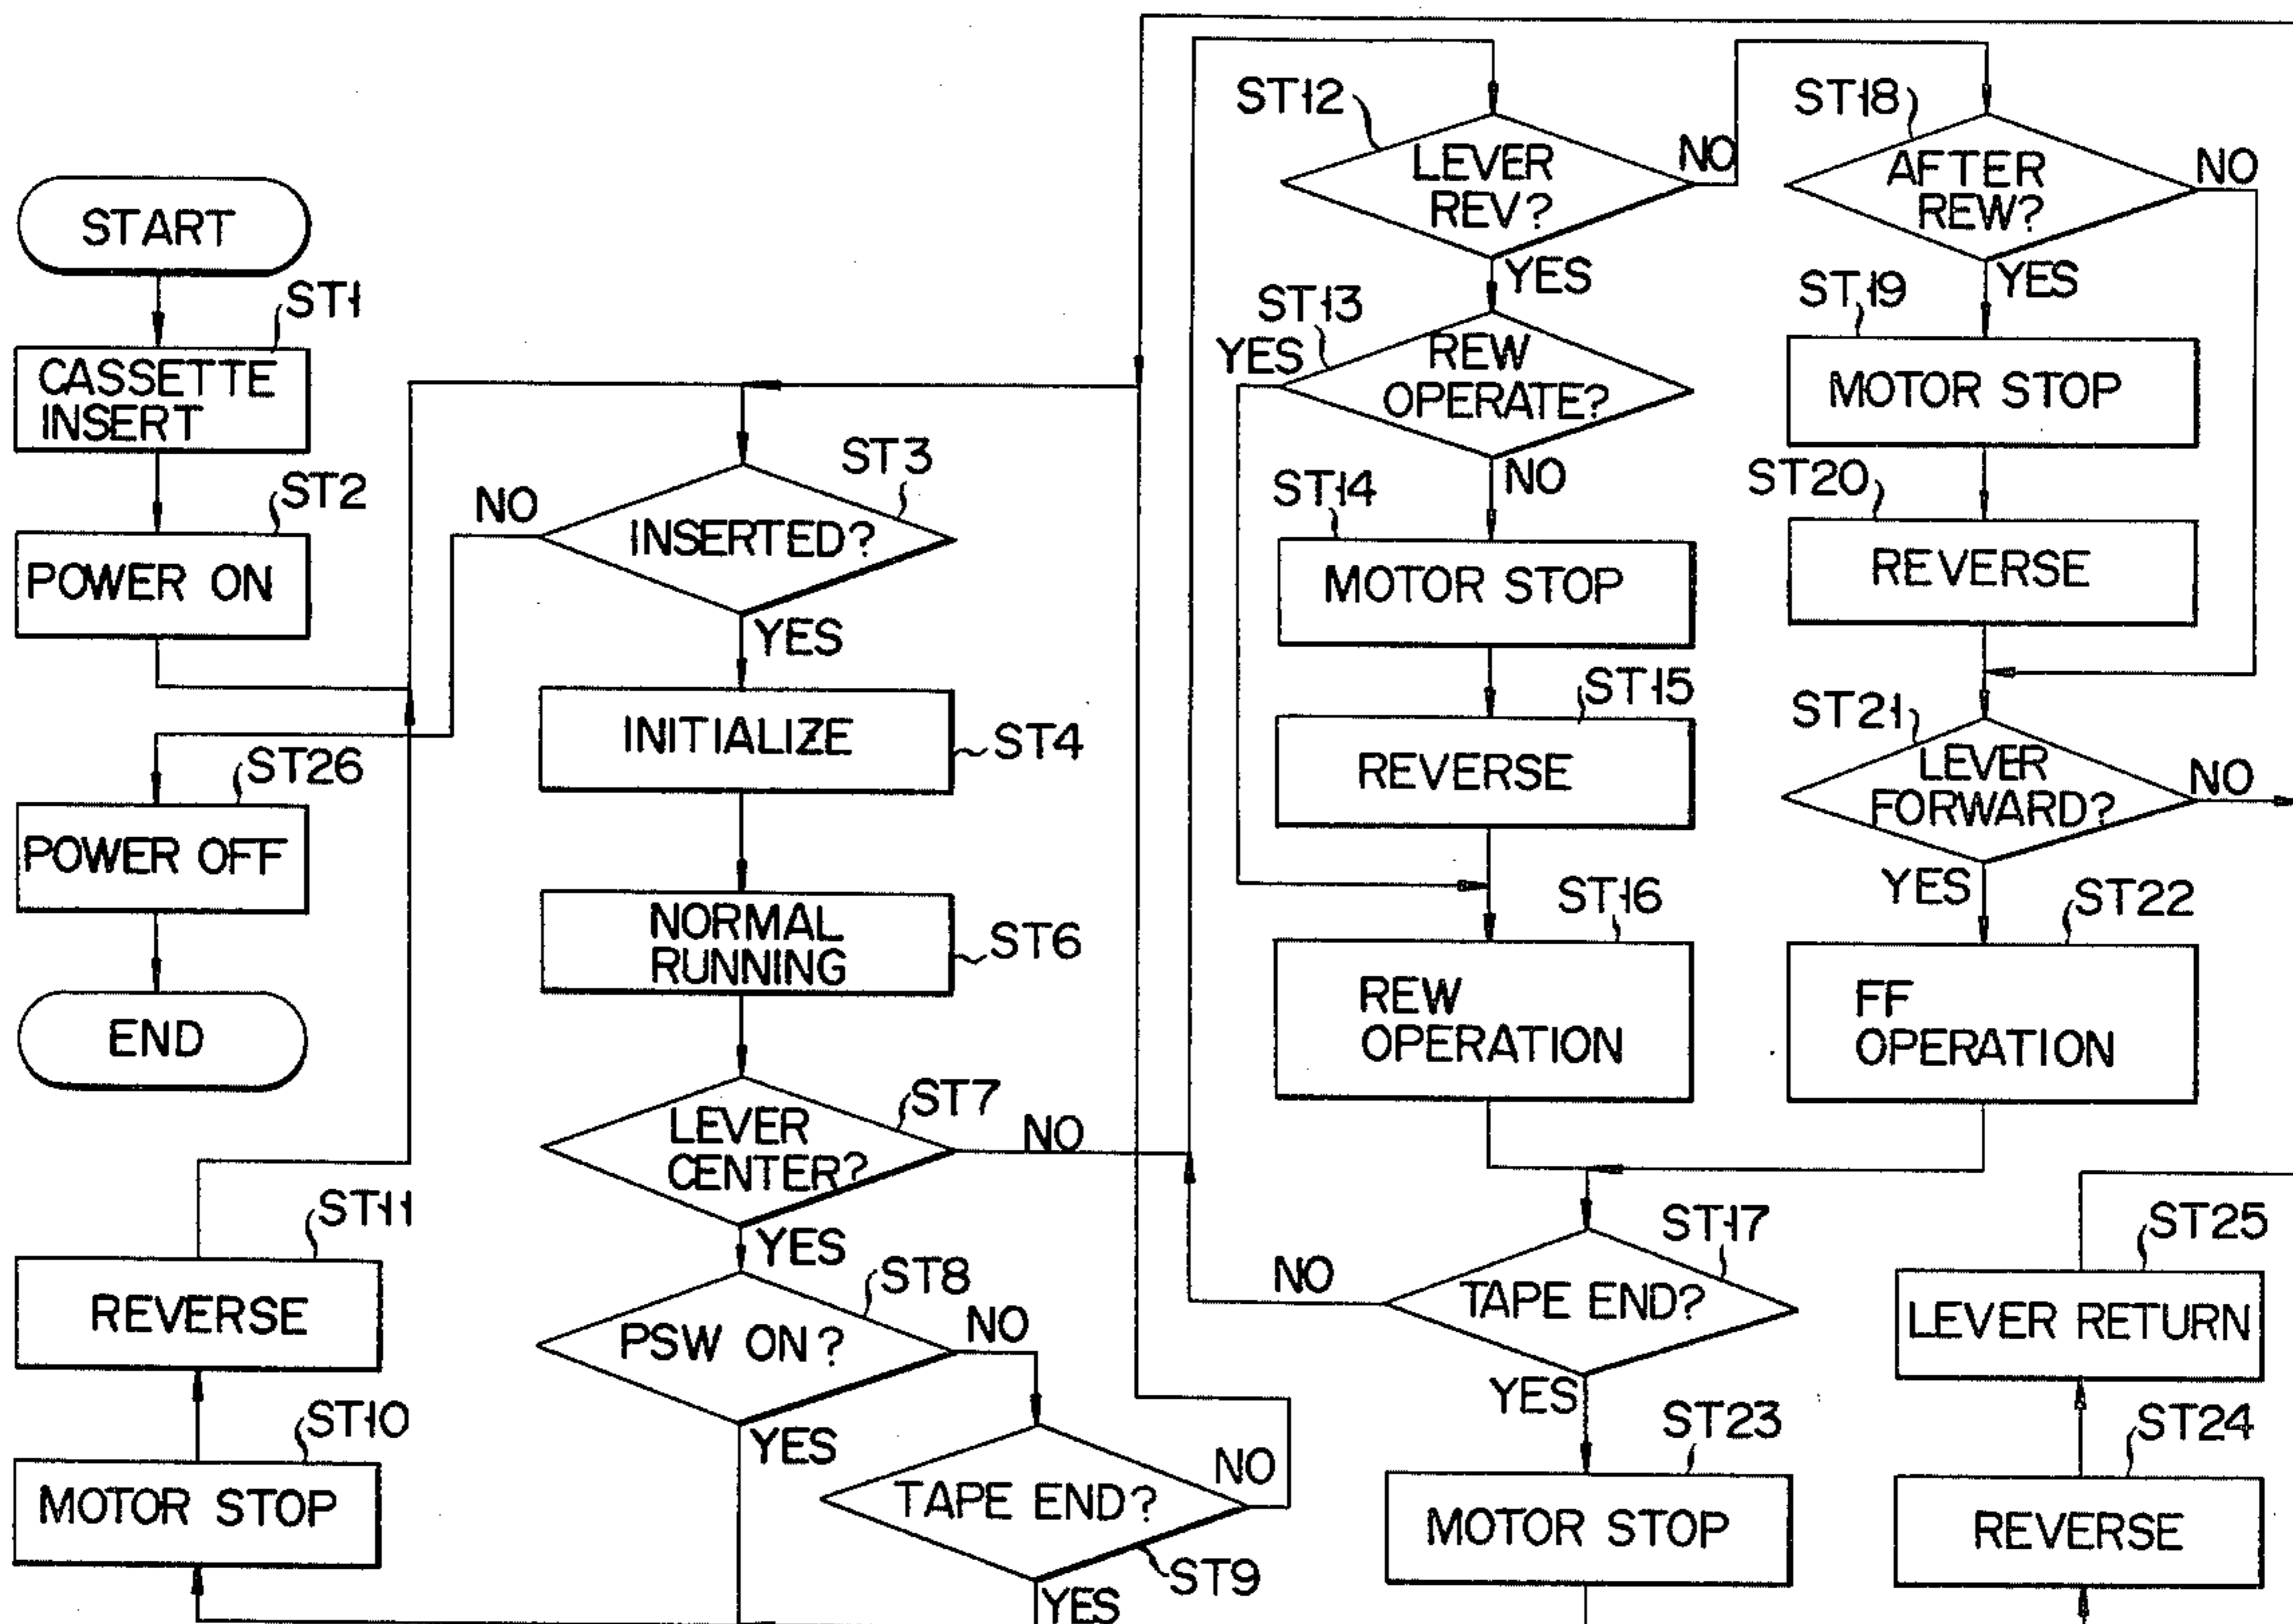 START
ST1
CASSETTE
INSERT
ST2
POWER ON
ST26
POWER OFF
END
ST11
REVERSE
ST10
MOTOR STOP
ST3
NO
INSERTED?
YES
INITIALIZE
ST4
NORMAL
RUNNING
ST6
ST7
LEVER
CENTER?
NO
YES
ST8
PSW ON?
NO
YES
TAPE END?
NO
ST9
YES
ST12
LEVER
REV?
NO
YES
ST13
YES
REW
OPERATE?
NO
ST14
MOTOR STOP
ST15
REVERSE
ST16
REW
OPERATION
ST17
NO
TAPE END?
YES
ST23
MOTOR STOP
ST18
AFTER
REW?
NO
YES
ST19
MOTOR STOP
ST20
REVERSE
ST21
LEVER
FORWARD?
NO
YES
ST22
FF
OPERATION
ST25
LEVER RETURN
ST24
REVERSE